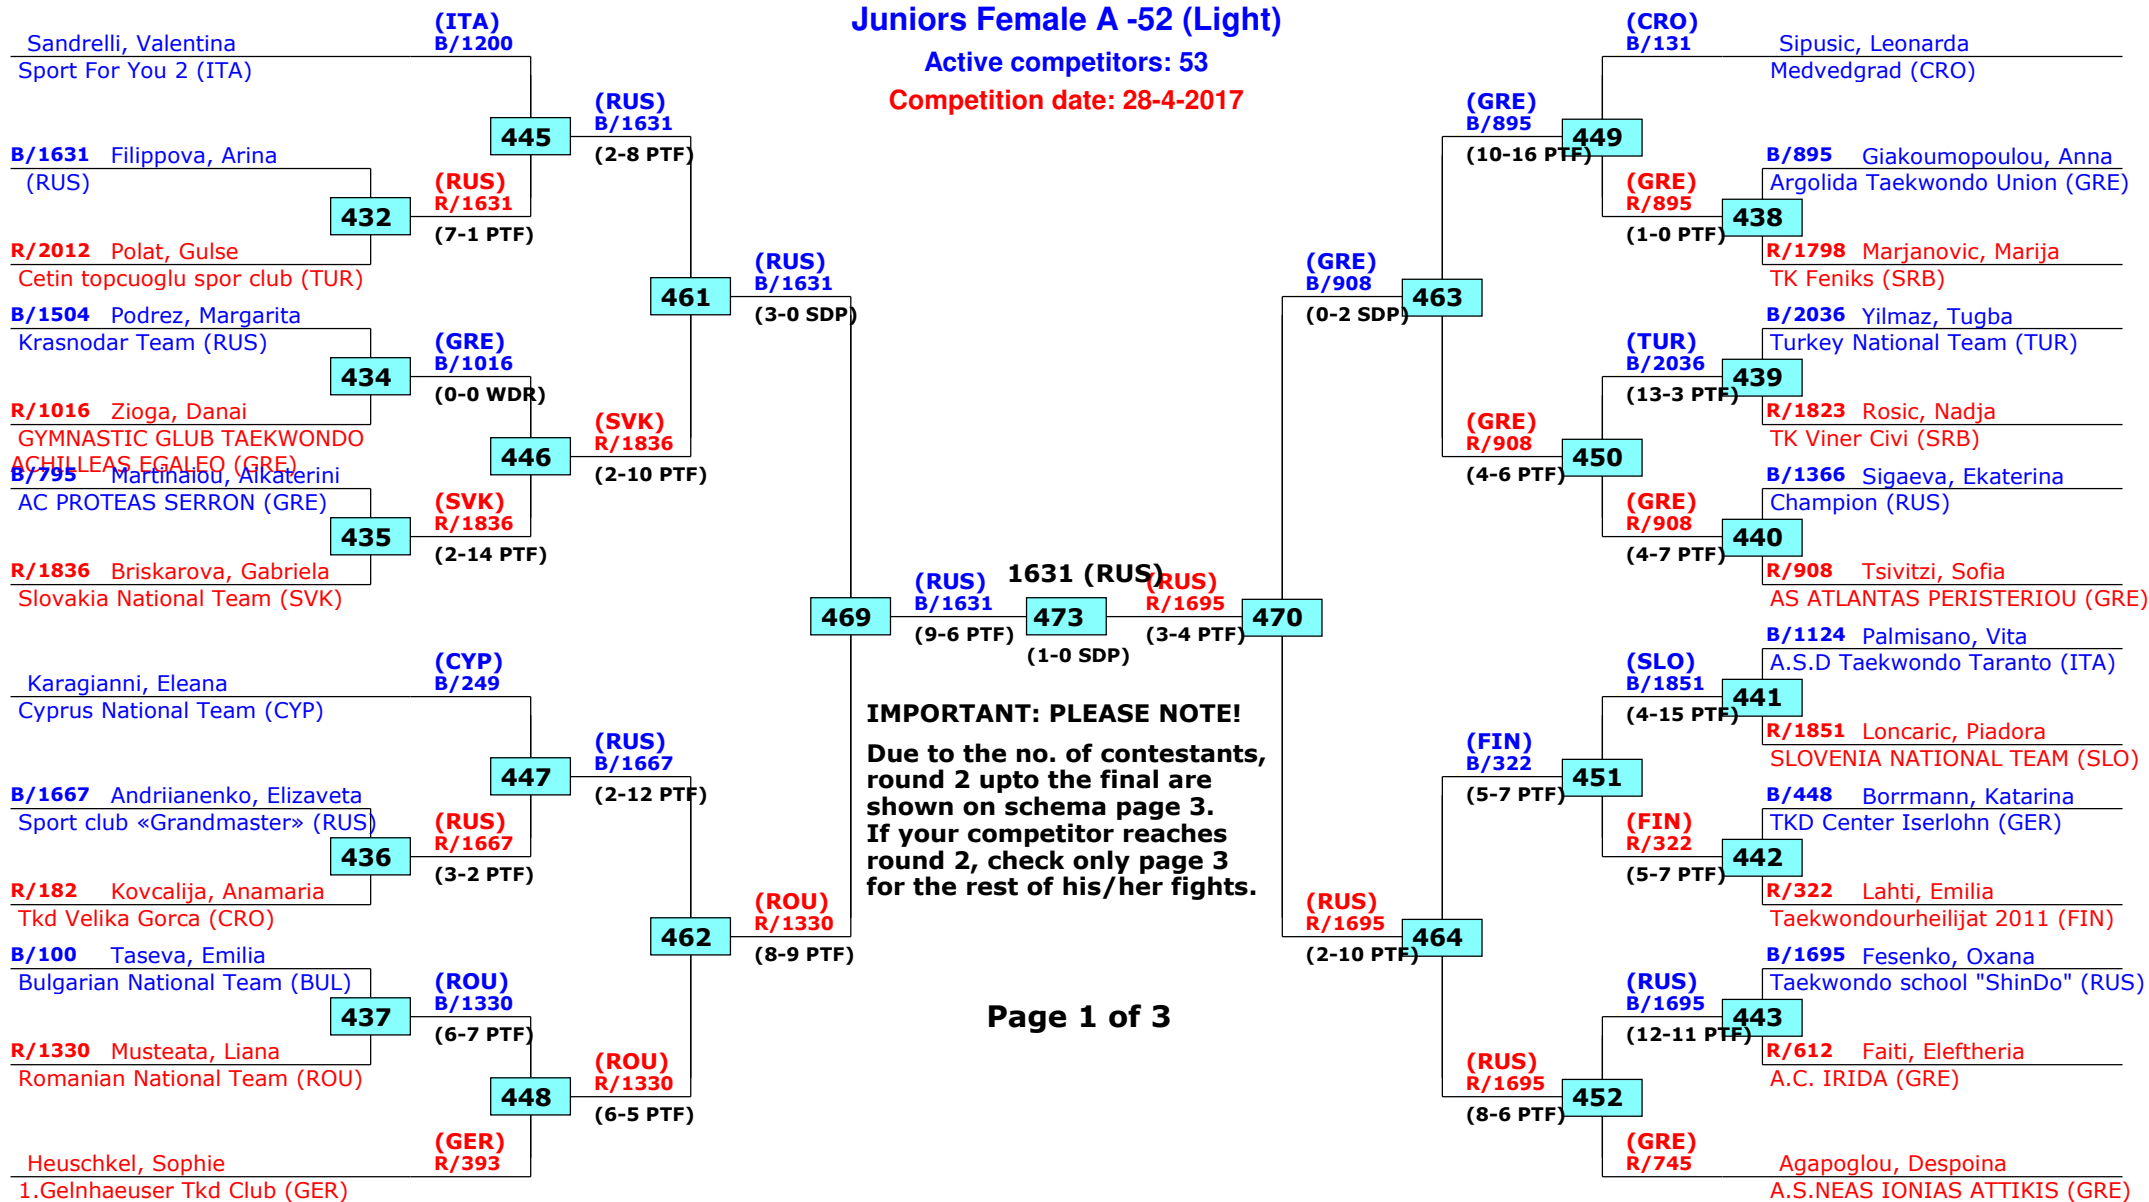 Juniors Female A -52 (Light)
Active competitors: 53
Competition date: 28-4-2017
Sandrelli, Valentina
Sport For You 2 (ITA)
(ITA)
B/1200
445
B/1631 Filippova, Arina
(RUS)
432
R/2012 Polat, Gulse
Cetin topcuoglu spor club (TUR)
(RUS)
R/1631
(7-1 PTF)
(RUS)
B/1631
(2-8 PTF)
B/1504 Podrez, Margarita
Krasnodar Team (RUS)
434
R/1016 Zioga, Danai
GYMNASTIC GLUB TAEKWONDO
ACHILLEAS EGALEO (GRE)
(GRE)
B/1016
(0-0 WDR)
446
B/795 Martinaiou, Aikaterini
AC PROTEAS SERRON (GRE)
435
R/1836 Briskarova, Gabriela
Slovakia National Team (SVK)
(SVK)
R/1836
(2-14 PTF)
(SVK)
R/1836
(2-10 PTF)
461
(RUS)
B/1631
(3-0 SDP)
469
(RUS)
B/1631
(9-6 PTF)
1631 (RUS)
473
(1-0 SDP)
(RUS)
R/1695
(3-4 PTF)
470
Karagianni, Eleana
Cyprus National Team (CYP)
(CYP)
B/249
447
B/1667 Andriianenko, Elizaveta
Sport club «Grandmaster» (RUS)
436
R/182 Kovcalija, Anamaria
Tkd Velika Gorca (CRO)
(RUS)
R/1667
(3-2 PTF)
(RUS)
B/1667
(2-12 PTF)
462
(ROU)
R/1330
(8-9 PTF)
B/100 Taseva, Emilia
Bulgarian National Team (BUL)
437
R/1330 Musteata, Liana
Romanian National Team (ROU)
(ROU)
B/1330
(6-7 PTF)
448
(ROU)
R/1330
(6-5 PTF)
(GER)
R/393
Heuschkel, Sophie
1.Gelnhaeuser Tkd Club (GER)
IMPORTANT: PLEASE NOTE!
Due to the no. of contestants,
round 2 upto the final are
shown on schema page 3.
If your competitor reaches
round 2, check only page 3
for the rest of his/her fights.
Page 1 of 3
(CRO)
B/131
Sipusic, Leonarda
Medvedgrad (CRO)
(GRE)
B/895
(10-16 PTF)
449
B/895 Giakoumopoulou, Anna
Argolida Taekwondo Union (GRE)
(GRE)
R/895
(1-0 PTF)
438
R/1798 Marjanovic, Marija
TK Feniks (SRB)
(GRE)
B/908
(0-2 SDP)
463
B/2036 Yilmaz, Tugba
Turkey National Team (TUR)
(TUR)
B/2036
(13-3 PTF)
439
R/1823 Rosic, Nadja
TK Viner Civi (SRB)
(GRE)
R/908
(4-6 PTF)
450
B/1366 Sigaeva, Ekaterina
Champion (RUS)
(GRE)
R/908
(4-7 PTF)
440
R/908 Tsivitzi, Sofia
AS ATLANTAS PERISTERIOU (GRE)
B/1124 Palmisano, Vita
A.S.D Taekwondo Taranto (ITA)
(SLO)
B/1851
(4-15 PTF)
441
R/1851 Loncaric, Piadora
SLOVENIA NATIONAL TEAM (SLO)
(FIN)
B/322
(5-7 PTF)
451
B/448 Borrmann, Katarina
TKD Center Iserlohn (GER)
(FIN)
R/322
(5-7 PTF)
442
R/322 Lahti, Emilia
Taekwondourheilijat 2011 (FIN)
(RUS)
R/1695
(2-10 PTF)
464
B/1695 Fesenko, Oxana
Taekwondo school "ShinDo" (RUS)
(RUS)
B/1695
(12-11 PTF)
443
R/612 Faiti, Eleftheria
A.C. IRIDA (GRE)
(RUS)
R/1695
(8-6 PTF)
452
(GRE)
R/745
Agapoglou, Despoina
A.S.NEAS IONIAS ATTIKIS (GRE)